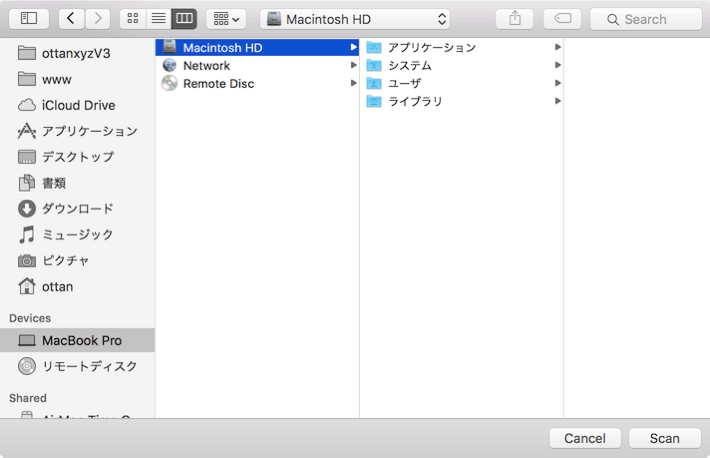 Macintosh HD
Search
ottanxyzV3
www
iCloud Drive
アプリケーション
デスクトップ
書類
ダウンロード
ミュージック
ピクチャ
ottan
Devices
MacBook Pro
リモートディスク
Shared
Macintosh HD
Network
Remote Disc
アプリケーション
システム
ユーザ
ライブラリ
Cancel
Scan